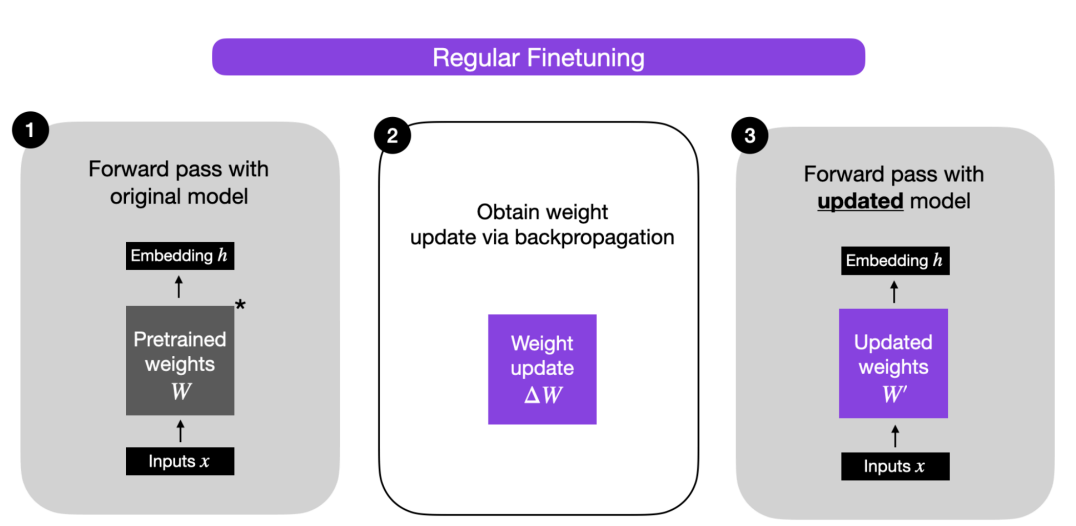 Regular Finetuning
1
Forward pass with
original model
Embedding h
*
Pretrained
weights
W
Inputs x
2
Obtain weight
update via backpropagation
Weight
update
Δ W
3
Forward pass with
updated model
Embedding h
Updated
weights
W′
Inputs x